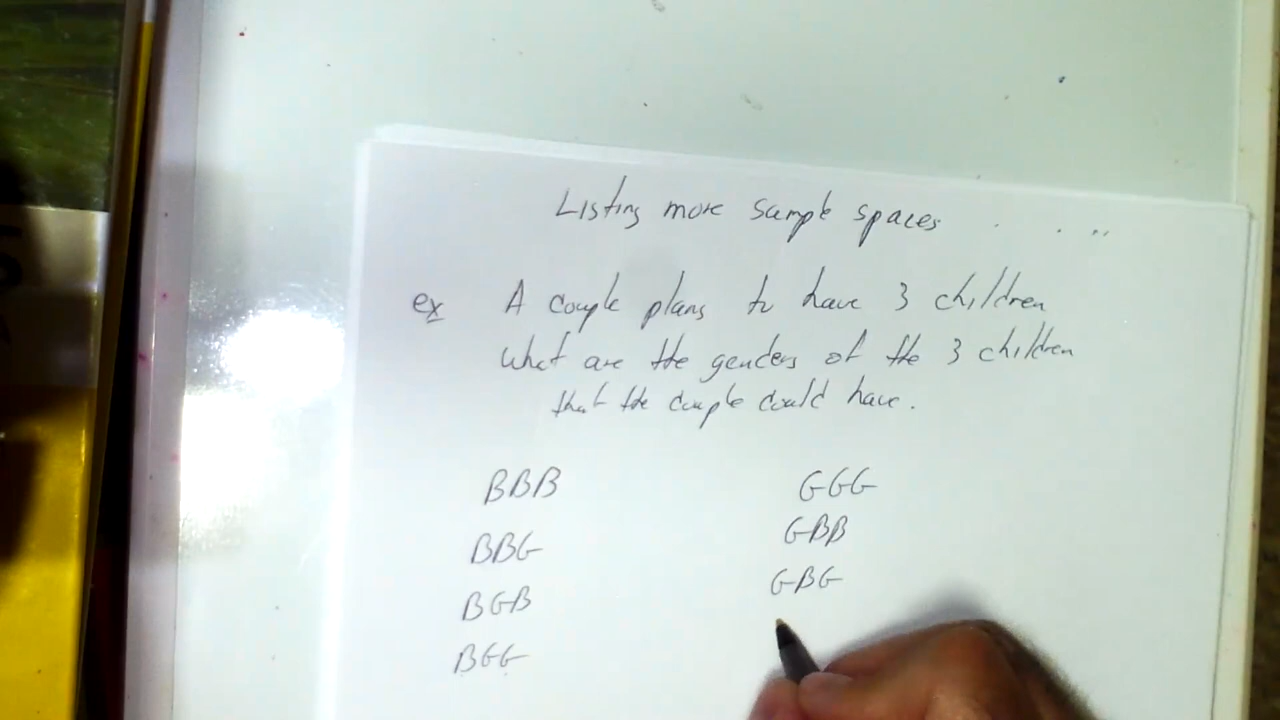 Listing more sample spaces . . . .
ex A couple plans to have 3 children
What are the genders of the 3 children
that the couple could have.
BBB GGG
BBG GBB
BGB GBG
BGG